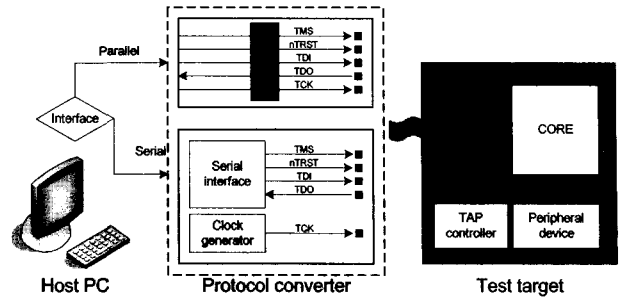 Parallel
Interface
Serial
TMS
nTRST
TDI
TDO
TCK
Serial
interface
TMS
nTRST
TDI
TDO
Clock
generator
TCK
CORE
TAP
controller
Peripheral
device
Host PC
Protocol converter
Test target